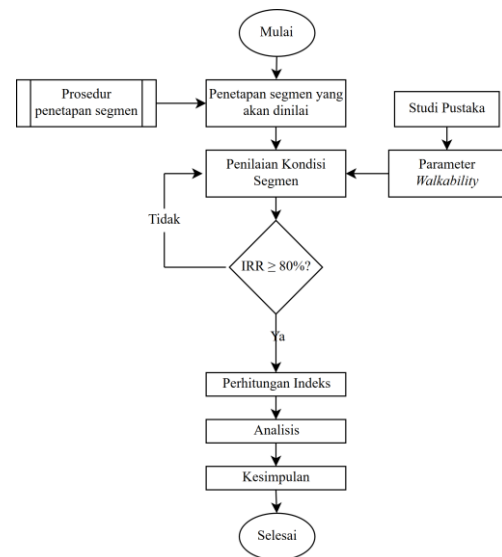 Mulai
Prosedur
penetapan segmen
Penetapan segmen yang
akan dinilai
Studi Pustaka
Penilaian Kondisi
Segmen
Parameter
Walkability
Tidak
IRR ≥ 80%?
Ya
Perhitungan Indeks
Analisis
Kesimpulan
Selesai